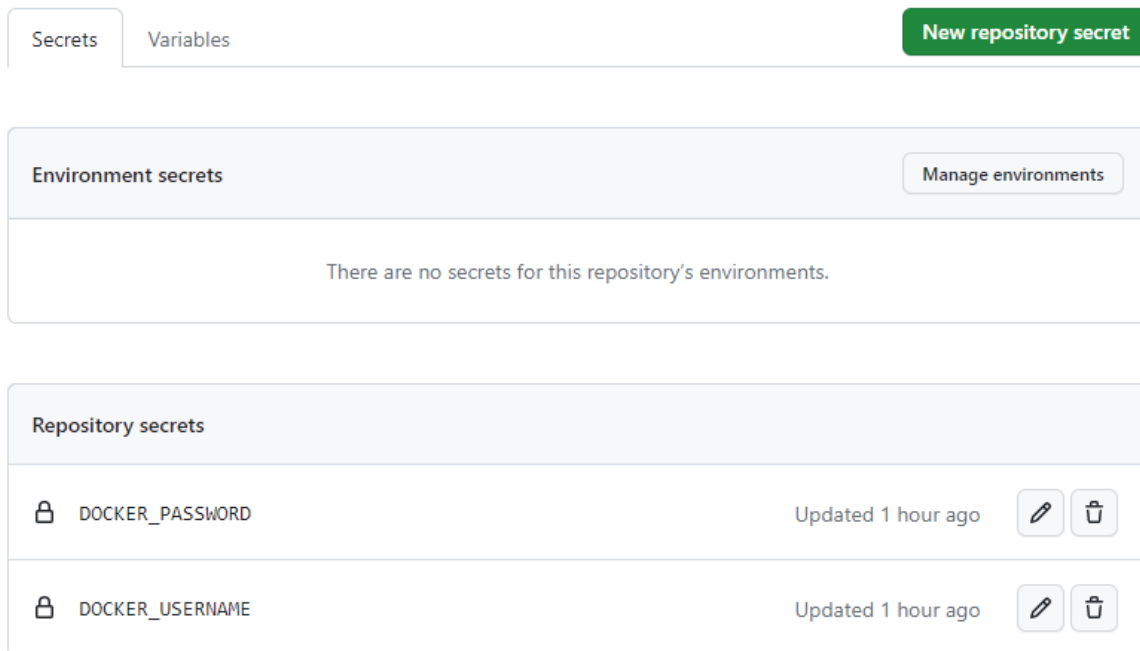 Secrets
Variables
New repository secret
Environment secrets
Manage environments
There are no secrets for this repository’s environments.
Repository secrets
DOCKER_PASSWORD
Updated 1 hour ago
DOCKER_USERNAME
Updated 1 hour ago